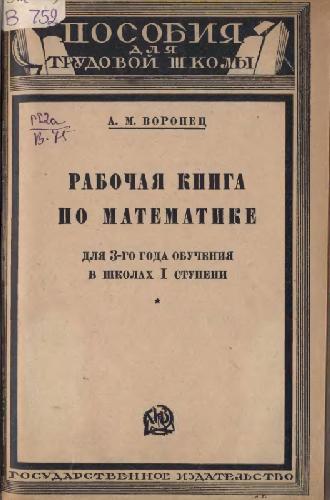 В 752
ПОСОБИЯ
ДЛЯ
ТРУДОВОЙ ШКОЛЫ
А. М. ВОРОНЕЦ
РАБОЧАЯ КНИГА
ПО МАТЕМАТИКЕ
ДЛЯ 3-ГО ГОДА ОБУЧЕНИЯ
В ШКОЛАХ I СТУПЕНИ
*
ГОСУДАРСТВЕННОЕ ИЗДАТЕЛЬСТВО